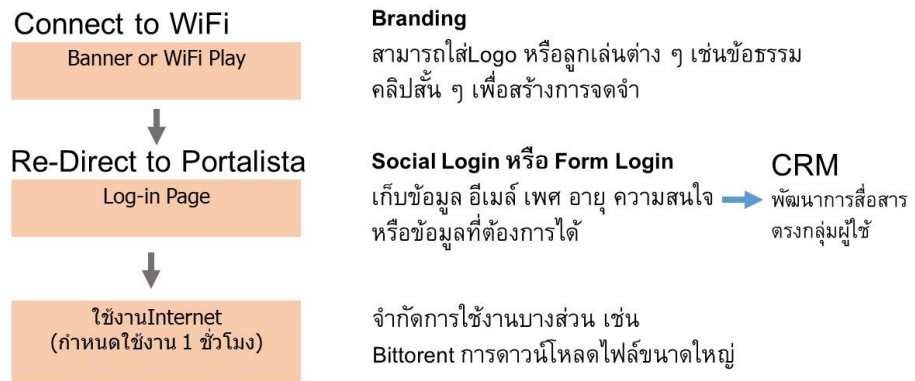 Connect to WiFi
Banner or WiFi Play
Branding
สามารถใส่Logo หรือลูกเล่นต่าง ๆ เช่นข้อธรรม
คลิปสั้น ๆ เพื่อสร้างการจดจำ
Re-Direct to Portalista
Log-in Page
Social Login หรือ Form Login
เก็บข้อมูล อีเมล์ เพศ อายุ ความสนใจ
หรือข้อมูลที่ต้องการได้
CRM
พัฒนาการสื่อสาร
ตรงกลุ่มผู้ใช้
ใช้งานInternet
(กำหนดใช้งาน 1 ชั่วโมง)
จำกัดการใช้งานบางส่วน เช่น
Bittorent การดาวน์โหลดไฟล์ขนาดใหญ่